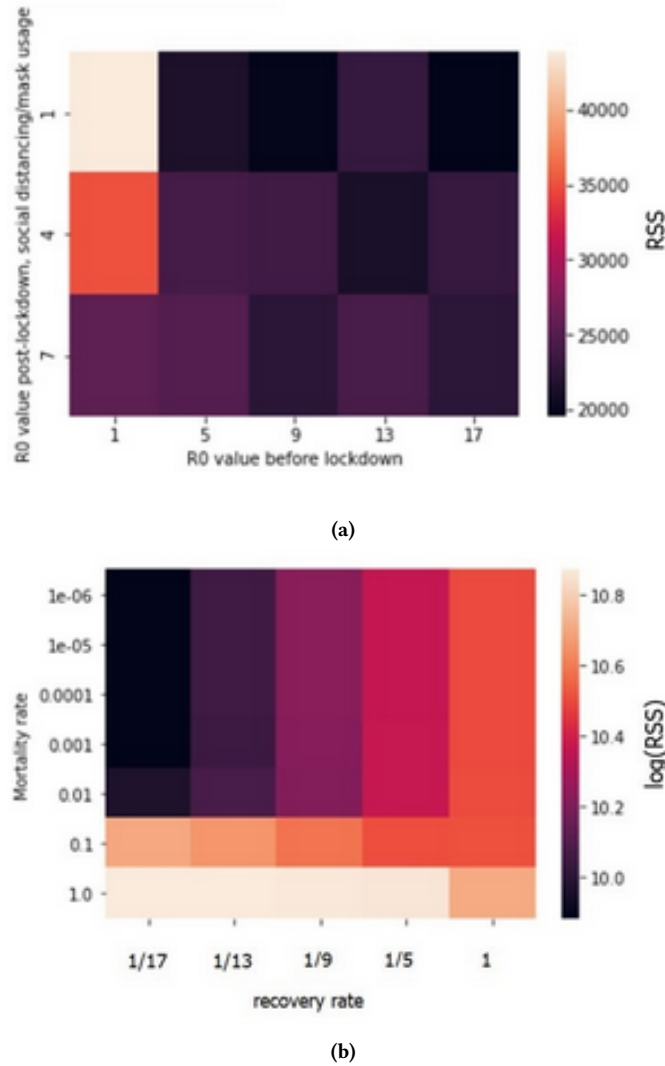 R0 value post-lockdown, social distancing/mask usage
1
4
7
1 5 9 13 17
R0 value before lockdown
40000
35000
30000
25000
20000
RSS
(a)
Mortality rate
1e-06
1e-05
0.0001
0.001
0.01
0.1
1.0
1/17 1/13 1/9 1/5 1
recovery rate
10.8
10.6
10.4
10.2
10.0
log(RSS)
(b)